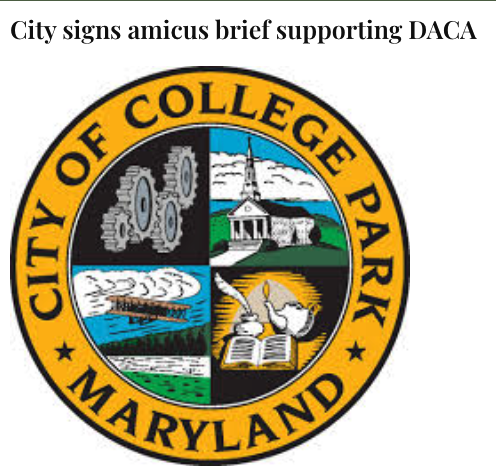 City signs amicus brief supporting DACA
CITY OF COLLEGE PARK
MARYLAND